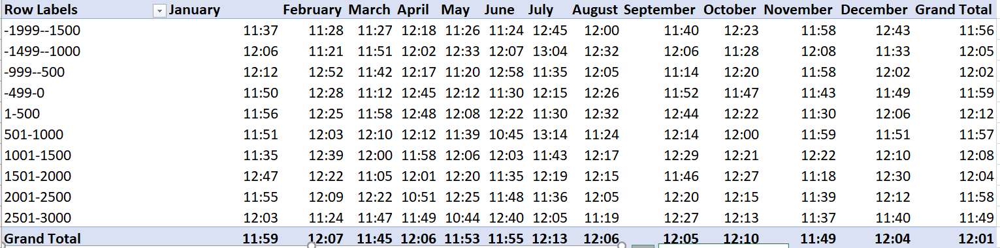 Row Labels January February March April May June July August September October November December Grand Total
-1999--1500 11:37 11:28 11:27 12:18 11:26 11:24 12:45 12:00 11:40 12:23 11:58 12:43 11:56
-1499--1000 12:06 11:21 11:51 12:02 12:33 12:07 13:04 12:32 12:06 11:28 12:08 11:33 12:05
-999--500 12:12 12:52 11:42 12:17 11:20 12:58 11:35 12:05 11:14 12:20 11:58 12:02 12:02
-499-0 11:50 12:28 11:12 12:45 12:12 11:30 12:15 12:26 11:52 11:47 11:43 11:49 11:59
1-500 11:56 12:25 11:58 12:48 12:08 12:22 11:30 12:32 12:44 12:22 11:30 12:06 12:12
501-1000 11:51 12:03 12:10 12:12 11:39 10:45 13:14 11:24 12:14 12:00 11:59 11:51 11:57
1001-1500 11:35 12:39 12:00 11:58 12:06 12:03 11:43 12:17 12:29 12:21 12:22 12:10 12:08
1501-2000 12:47 12:22 11:05 12:01 12:20 11:35 12:19 12:15 11:46 12:27 11:18 12:30 12:04
2001-2500 11:55 12:09 12:22 10:51 12:25 11:48 11:36 12:05 12:20 12:15 11:39 12:12 11:58
2501-3000 12:03 11:24 11:47 11:49 10:44 12:40 12:05 11:19 12:27 12:13 11:37 11:40 11:49
Grand Total 11:59 12:07 11:45 12:06 11:53 11:55 12:13 12:06 12:05 12:10 11:49 12:04 12:01